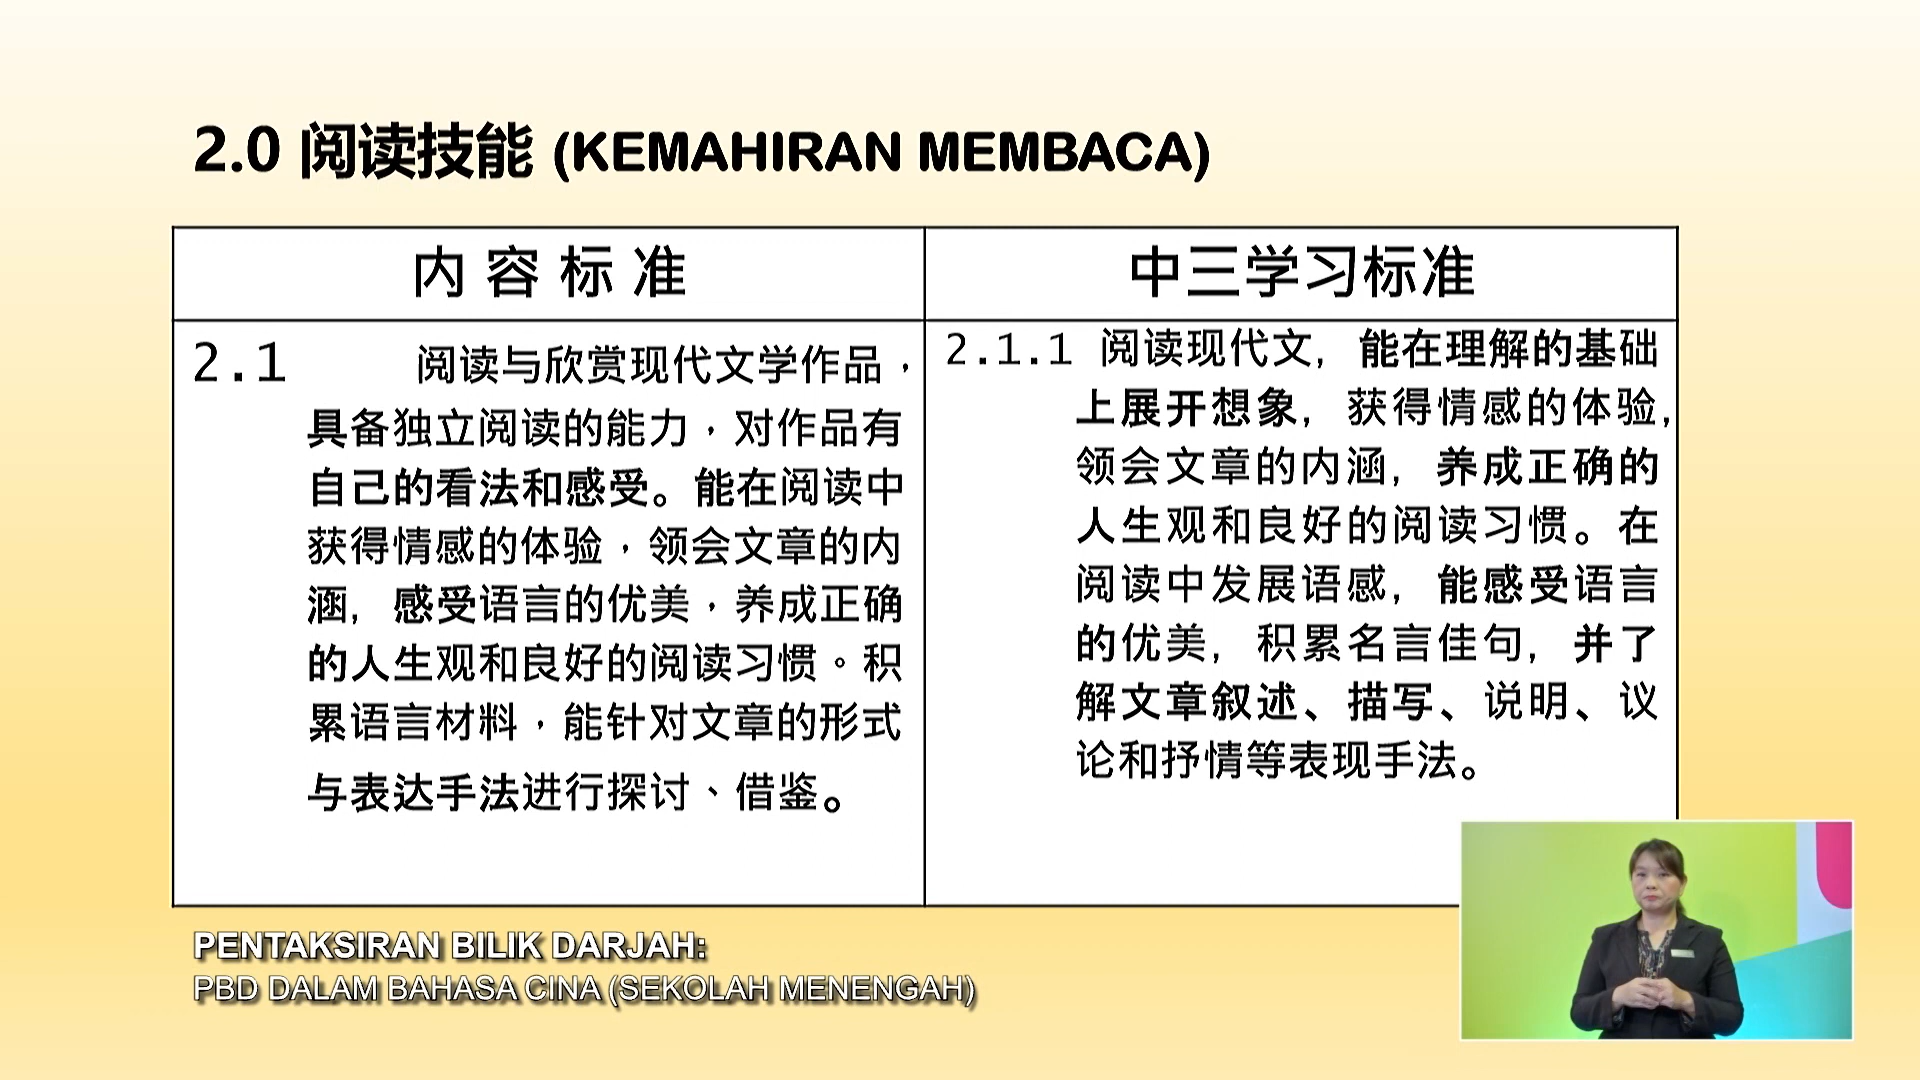 2.0 阅读技能 (KEMAHIRAN MEMBACA)
内 容 标 准
中三学习标准
2.1 阅读与欣赏现代文学作品，
具备独立阅读的能力，对作品有
自己的看法和感受。能在阅读中
获得情感的体验，领会文章的内
涵，感受语言的优美，养成正确
的人生观和良好的阅读习惯。积
累语言材料，能针对文章的形式
与表达手法进行探讨、借鉴。
2.1.1 阅读现代文，能在理解的基础
上展开想象，获得情感的体验，
领会文章的内涵，养成正确的
人生观和良好的阅读习惯。在
阅读中发展语感，能感受语言
的优美，积累名言佳句，并了
解文章叙述、描写、说明、议
论和抒情等表现手法。
PENTAKSIRAN BILIK DARJAH:
PBD DALAM BAHASA CINA (SEKOLAH MENENGAH)